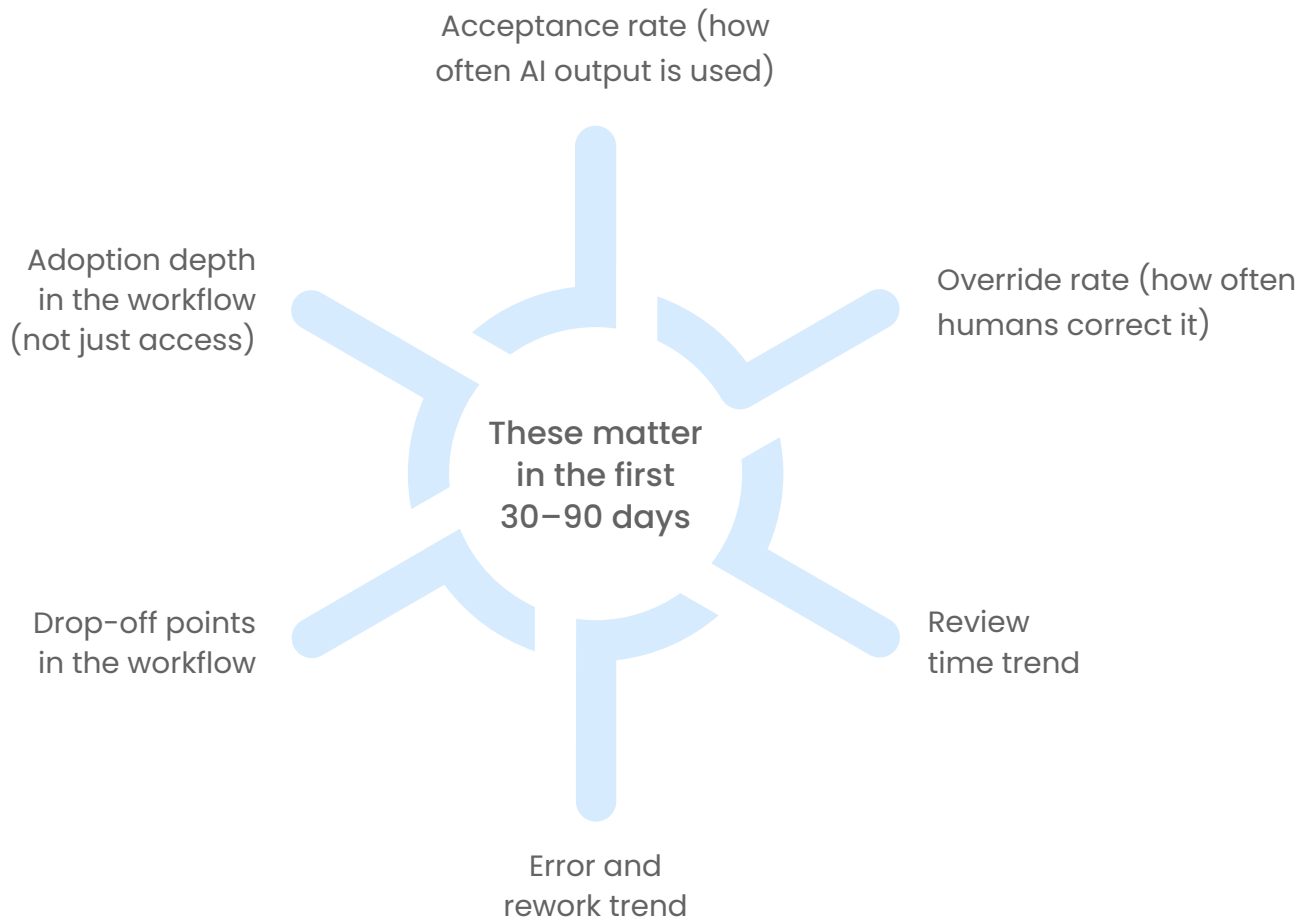 Acceptance rate (how
often AI output is used)
Adoption depth
in the workflow
(not just access)
Override rate (how often
humans correct it)
These matter
in the first
30–90 days
Drop-off points
in the workflow
Review
time trend
Error and
rework trend